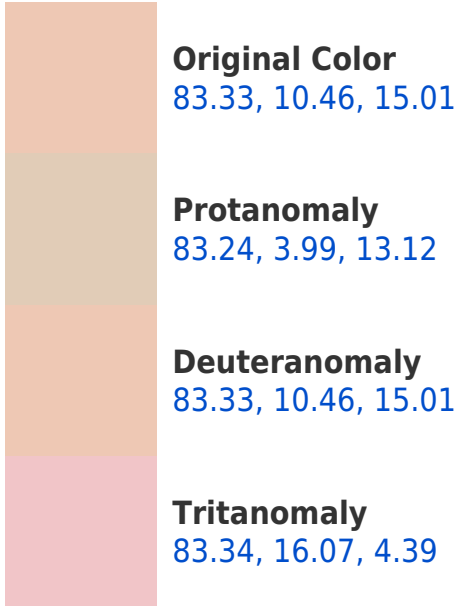 Original Color
83.33, 10.46, 15.01
Protanomaly
83.24, 3.99, 13.12
Deuteranomaly
83.33, 10.46, 15.01
Tritanomaly
83.34, 16.07, 4.39